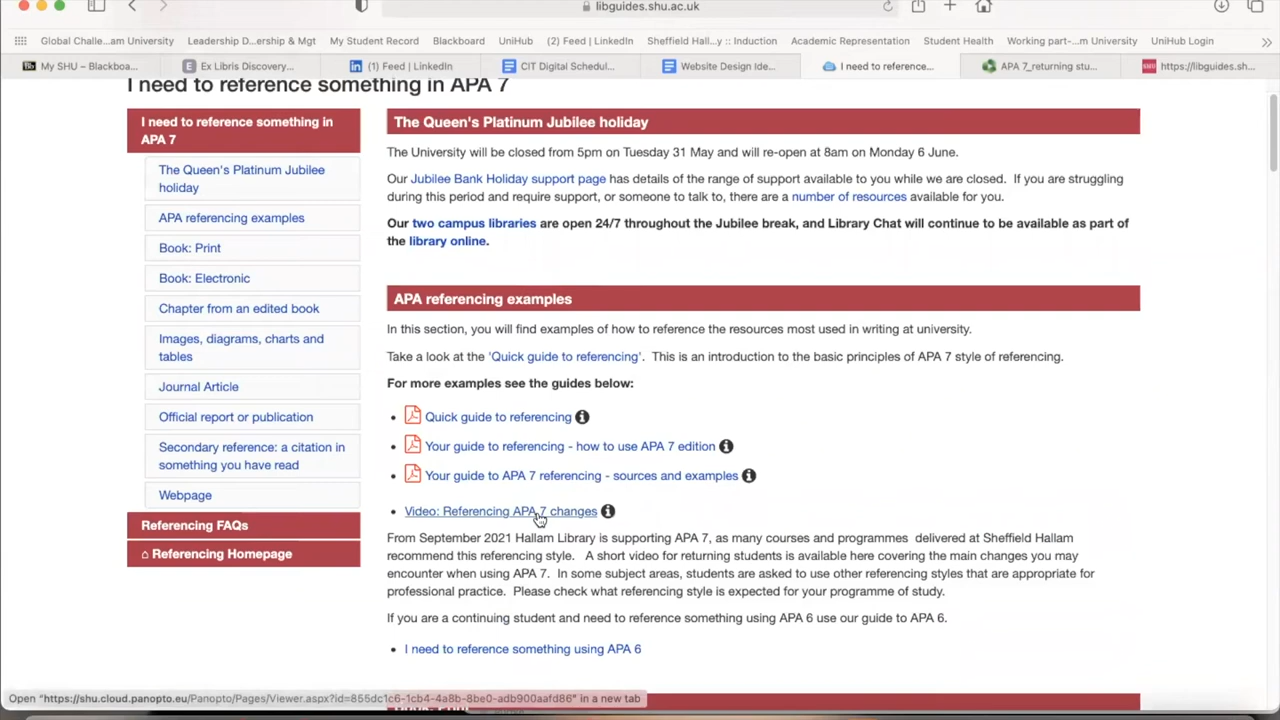 libguides.shu.ac.uk
Global Challe...am University Leadership D...ership & Mgt My Student Record Blackboard UniHub (2) Feed | LinkedIn Sheffield Hall...y :: Induction Academic Representation Student Health Working part-...m University UniHub Login
My SHU – Blackboa... Ex Libris Discovery... (1) Feed | LinkedIn CIT Digital Schedul... Website Design Ide... I need to reference... APA 7_returning stu... https://libguides.sh...
I need to reference something in APA 7
I need to reference something in
APA 7
The Queen's Platinum Jubilee
holiday
APA referencing examples
Book: Print
Book: Electronic
Chapter from an edited book
Images, diagrams, charts and
tables
Journal Article
Official report or publication
Secondary reference: a citation in
something you have read
Webpage
Referencing FAQs
Referencing Homepage
The Queen's Platinum Jubilee holiday
The University will be closed from 5pm on Tuesday 31 May and will re-open at 8am on Monday 6 June.
Our Jubilee Bank Holiday support page has details of the range of support available to you while we are closed. If you are struggling
during this period and require support, or someone to talk to, there are a number of resources available for you.
Our two campus libraries are open 24/7 throughout the Jubilee break, and Library Chat will continue to be available as part of
the library online.
APA referencing examples
In this section, you will find examples of how to reference the resources most used in writing at university.
Take a look at the 'Quick guide to referencing'. This is an introduction to the basic principles of APA 7 style of referencing.
For more examples see the guides below:
• Quick guide to referencing
• Your guide to referencing - how to use APA 7 edition
• Your guide to APA 7 referencing - sources and examples
• Video: Referencing APA 7 changes
From September 2021 Hallam Library is supporting APA 7, as many courses and programmes delivered at Sheffield Hallam
recommend this referencing style. A short video for returning students is available here covering the main changes you may
encounter when using APA 7. In some subject areas, students are asked to use other referencing styles that are appropriate for
professional practice. Please check what referencing style is expected for your programme of study.
If you are a continuing student and need to reference something using APA 6 use our guide to APA 6.
• I need to reference something using APA 6
Open "https://shu.cloud.panopto.eu/Panopto/Pages/Viewer.aspx?id=855dc1c6-1cb4-4a8b-8be0-adb900aafd86" in a new tab